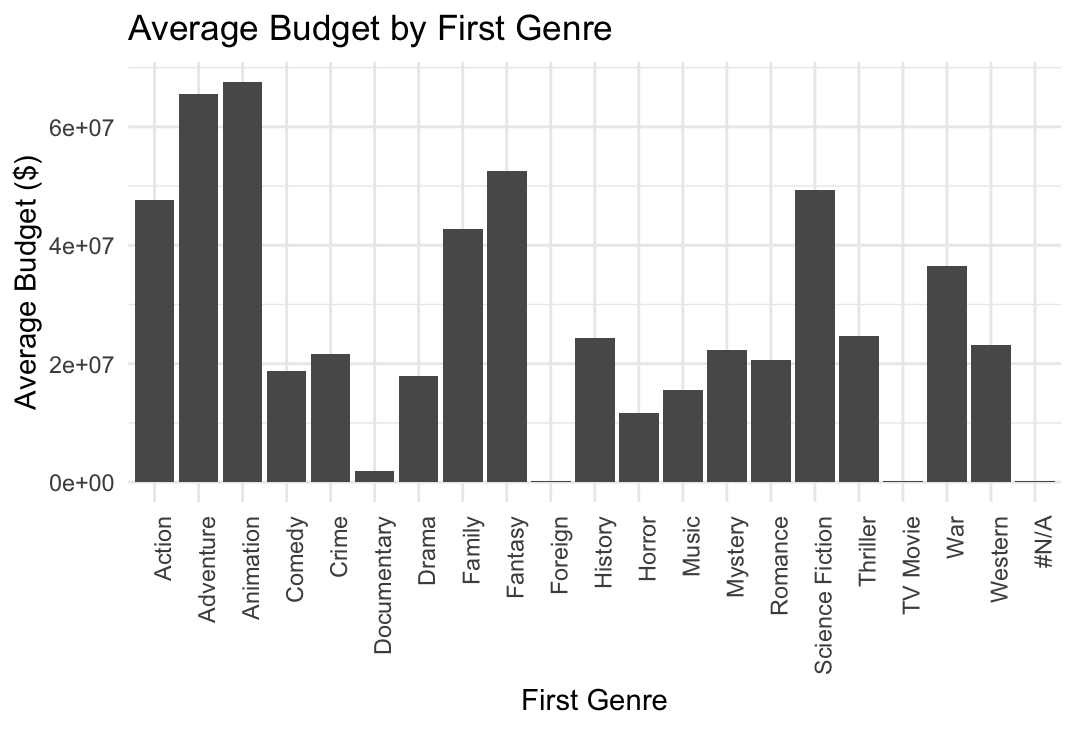 Average Budget by First Genre
Average Budget ($)
6e+07
4e+07
2e+07
0e+00
Action
Adventure
Animation
Comedy
Crime
Documentary
Drama
Family
Fantasy
Foreign
History
Horror
Music
Mystery
Romance
Science Fiction
Thriller
TV Movie
War
Western
#N/A
First Genre